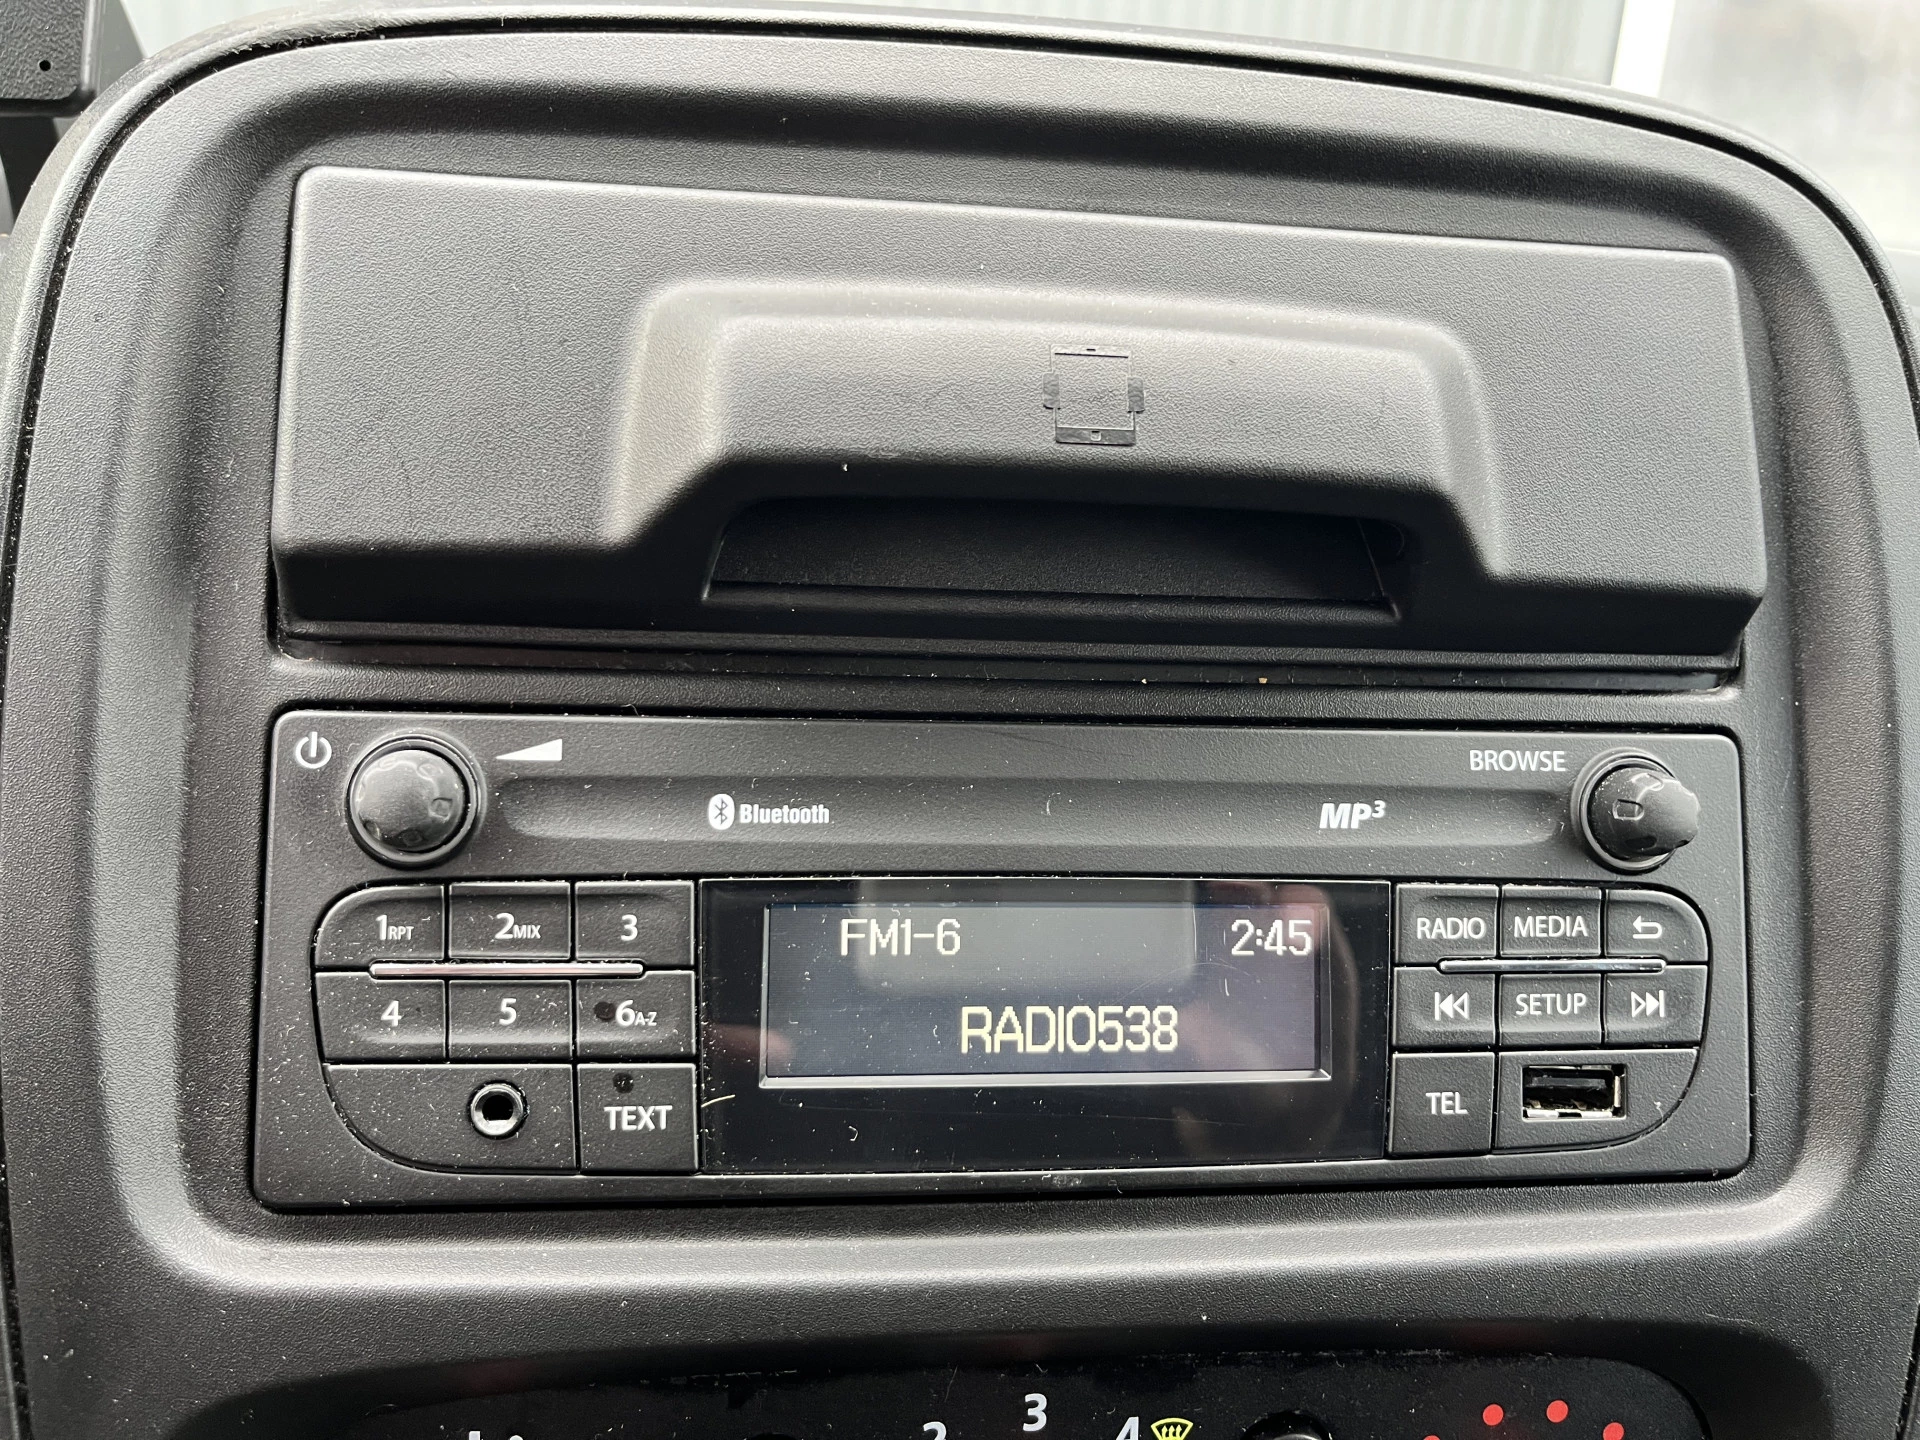 BROWSE
Bluetooth
MP3
1RPT 2MIX 3
FM1-6 2:45
RADIO MEDIA
4 5 6A-Z
RADIO538
SETUP
TEXT
TEL
2 3 4